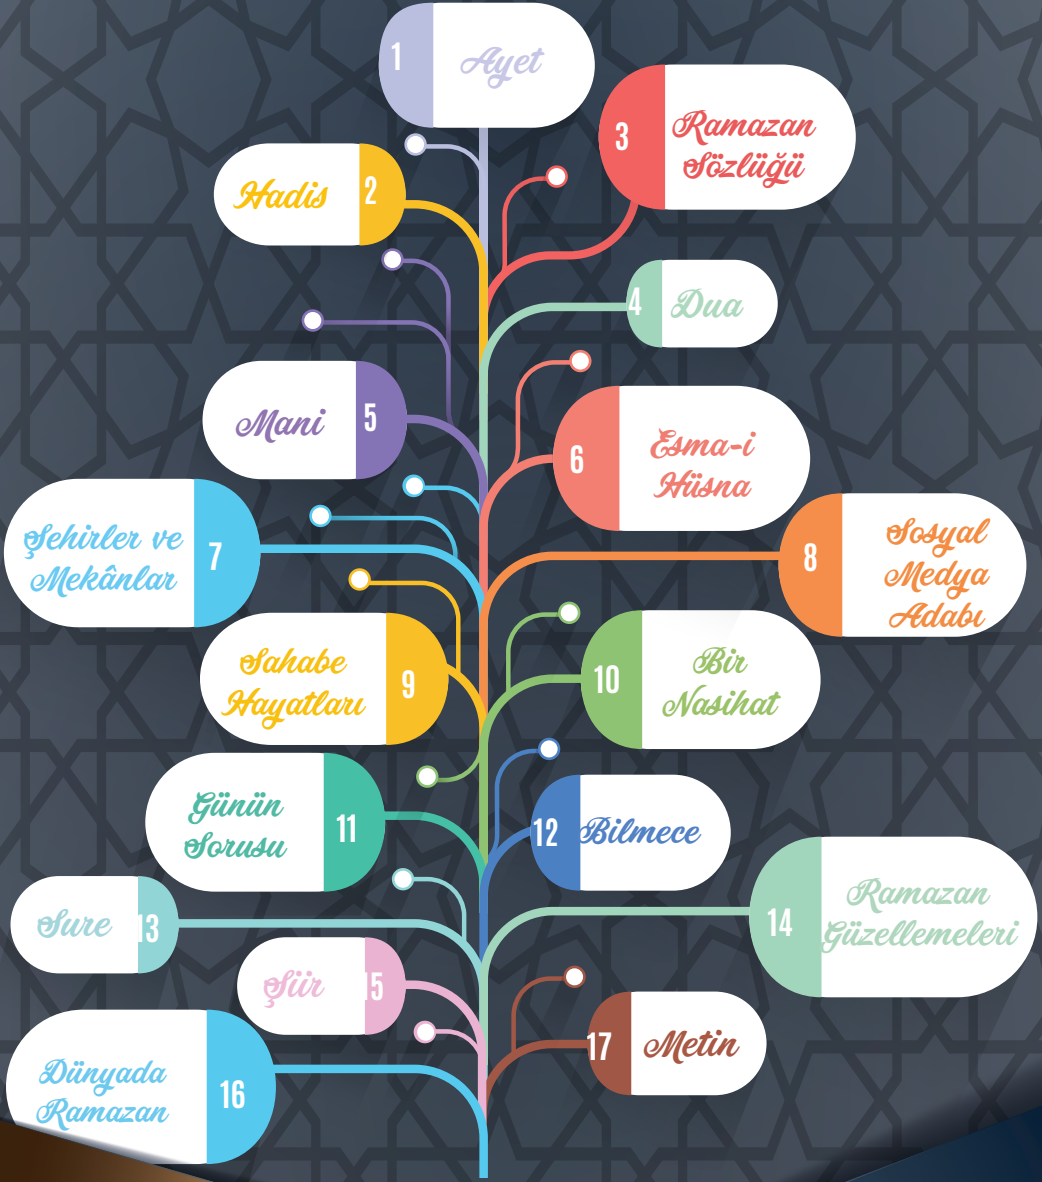 1
Ayet
Hadis
2
3
Ramazan
Sözlüğü
4
Dua
Mani
5
6
Esma-i
Hüsna
Şehirler ve
Mekânlar
7
8
Sosyal
Medya
Adabı
Sahabe
Hayatları
9
10
Bir
Nasihat
Günün
Sorusu
11
12
Bilmece
Sure
13
14
Ramazan
Güzellemeleri
Şiir
15
Dünyada
Ramazan
16
17
Metin